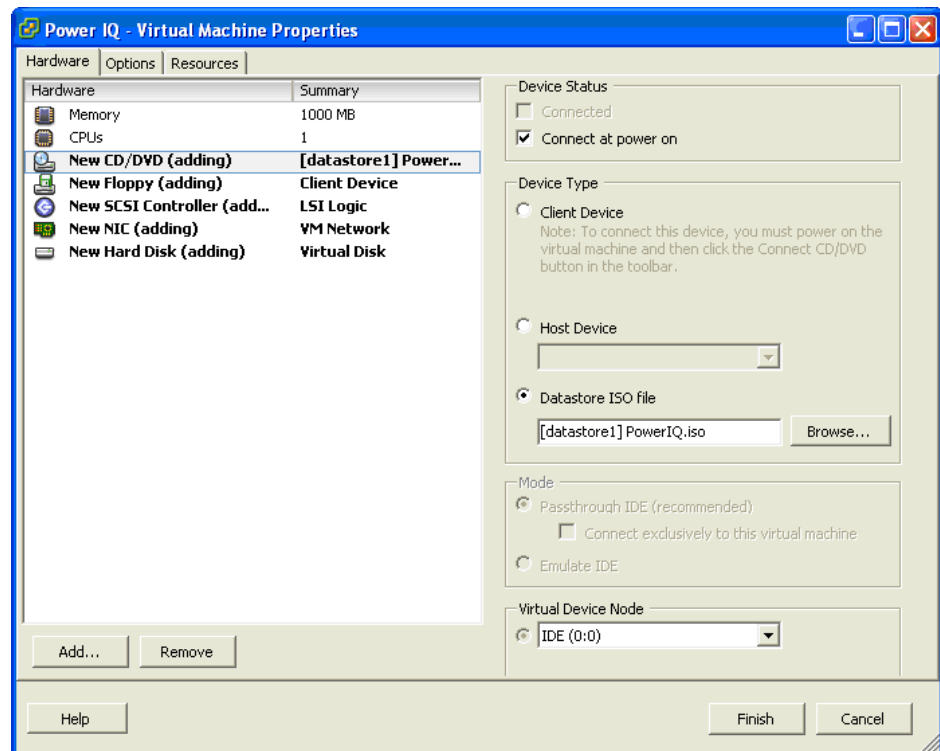 Power IQ - Virtual Machine Properties
Hardware Options Resources
Hardware Summary
Memory 1000 MB
CPUs 1
New CD/DVD (adding) [datastore1] Power...
New Floppy (adding) Client Device
New SCSI Controller (add... LSI Logic
New NIC (adding) VM Network
New Hard Disk (adding) Virtual Disk
Add... Remove
Device Status
Connected
Connect at power on
Device Type
Client Device
Note: To connect this device, you must power on the
virtual machine and then click the Connect CD/DVD
button in the toolbar.
Host Device
Datastore ISO file
[datastore1] PowerIQ.iso Browse...
Mode
Passthrough IDE (recommended)
Connect exclusively to this virtual machine
Emulate IDE
Virtual Device Node
IDE (0:0)
Help Finish Cancel